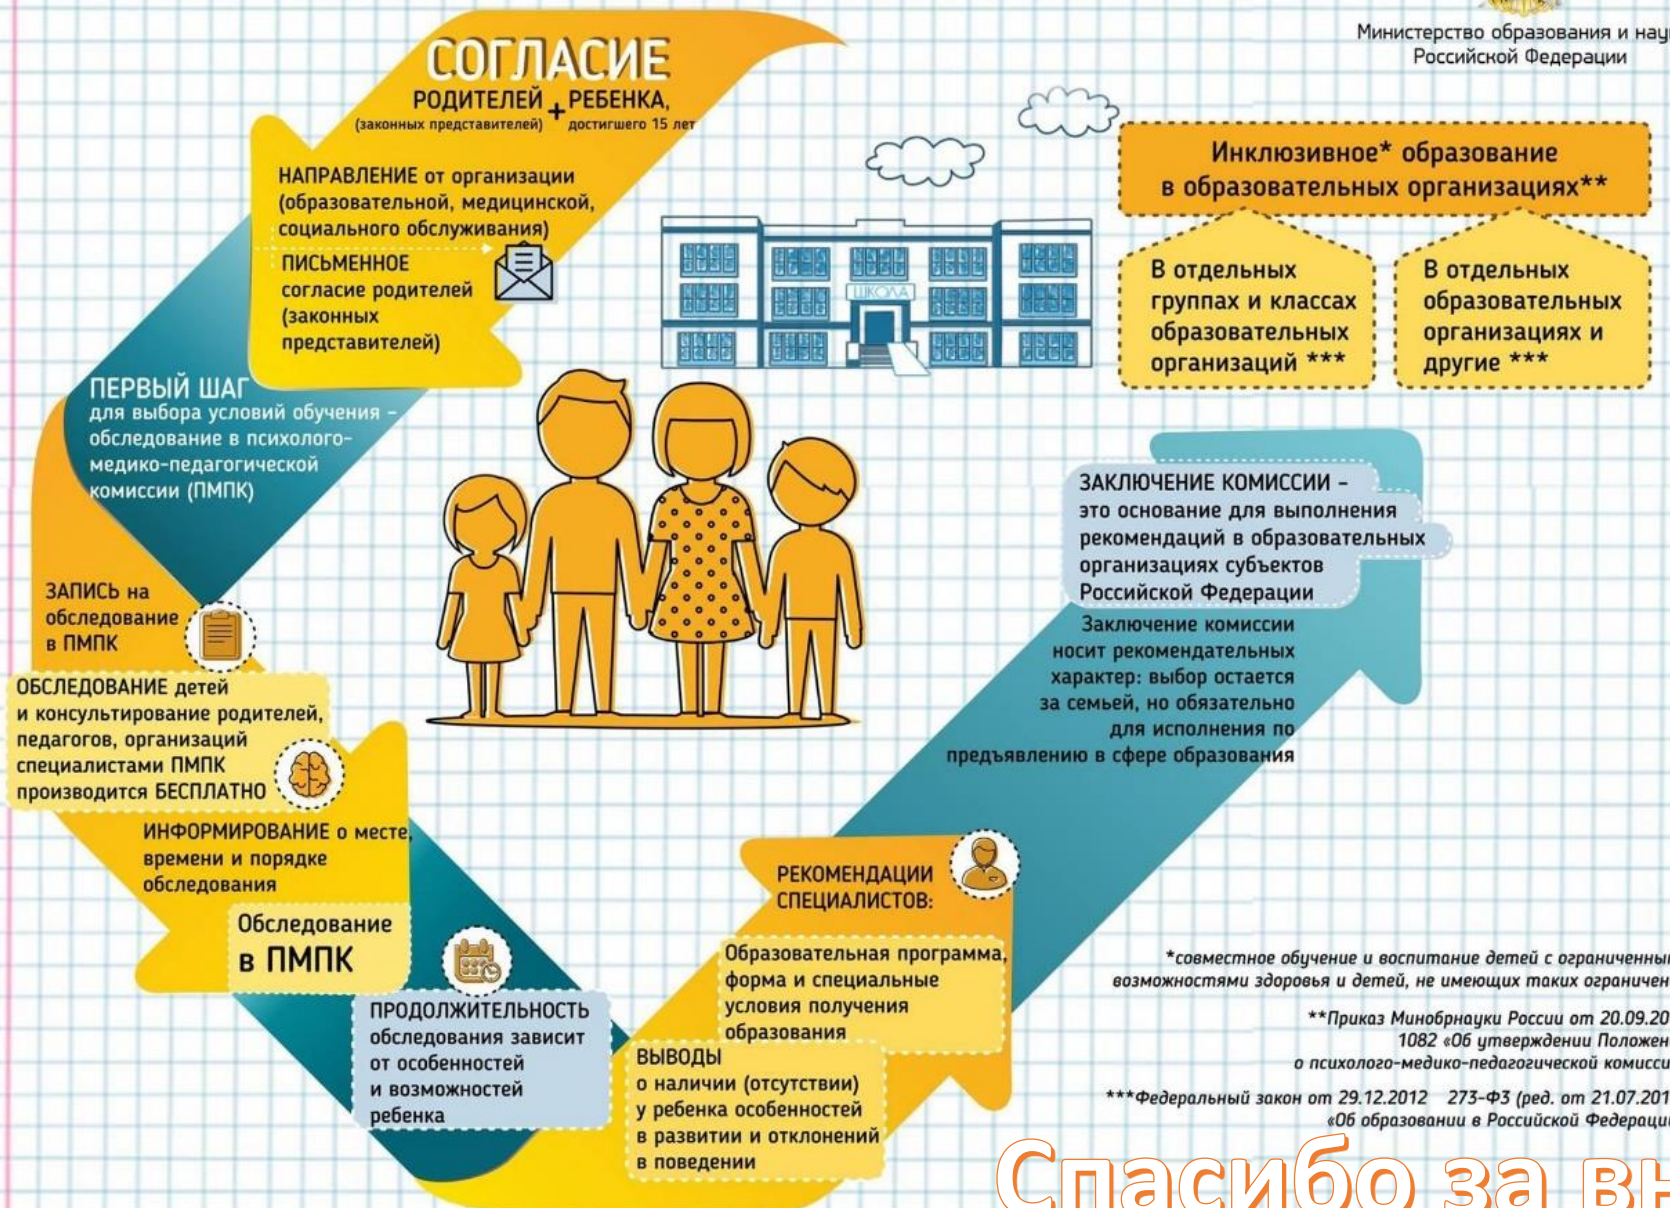 Министерство образования и наук
Российской Федерации
СОГЛАСИЕ
РОДИТЕЛЕЙ + РЕБЕНКА,
(законных представителей) достигшего 15 лет
НАПРАВЛЕНИЕ от организации
(образовательной, медицинской,
социального обслуживания)
ПИСЬМЕННОЕ
согласие родителей
(законных
представителей)
ПЕРВЫЙ ШАГ
для выбора условий обучения –
обследование в психолого-
медико-педагогической
комиссии (ПМПК)
ЗАПИСЬ на
обследование
в ПМПК
ОБСЛЕДОВАНИЕ детей
и консультирование родителей,
педагогов, организаций
специалистами ПМПК
производится БЕСПЛАТНО
ИНФОРМИРОВАНИЕ о месте,
времени и порядке
обследования
Обследование
в ПМПК
ПРОДОЛЖИТЕЛЬНОСТЬ
обследования зависит
от особенностей
и возможностей
ребенка
ВЫВОДЫ
о наличии (отсутствии)
у ребенка особенностей
в развитии и отклонений
в поведении
РЕКОМЕНДАЦИИ
СПЕЦИАЛИСТОВ:
Образовательная программа,
форма и специальные
условия получения
образования
ЗАКЛЮЧЕНИЕ КОМИССИИ –
это основание для выполнения
рекомендаций в образовательных
организациях субъектов
Российской Федерации
Заключение комиссии
носит рекомендательных
характер: выбор остается
за семьей, но обязательно
для исполнения по
предъявлению в сфере образования
ШКОЛА
Инклюзивное* образование
в образовательных организациях**
В отдельных
группах и классах
образовательных
организаций ***
В отдельных
образовательных
организациях и
другие ***
*совместное обучение и воспитание детей с ограниченным
возможностями здоровья и детей, не имеющих таких ограничен
**Приказ Минобрнауки России от 20.09.20
1082 «Об утверждении Положен
о психолого-медико-педагогической комисси
***Федеральный закон от 29.12.2012 273-ФЗ (ред. от 21.07.201
«Об образовании в Российской Федераци
Спасибо за вн